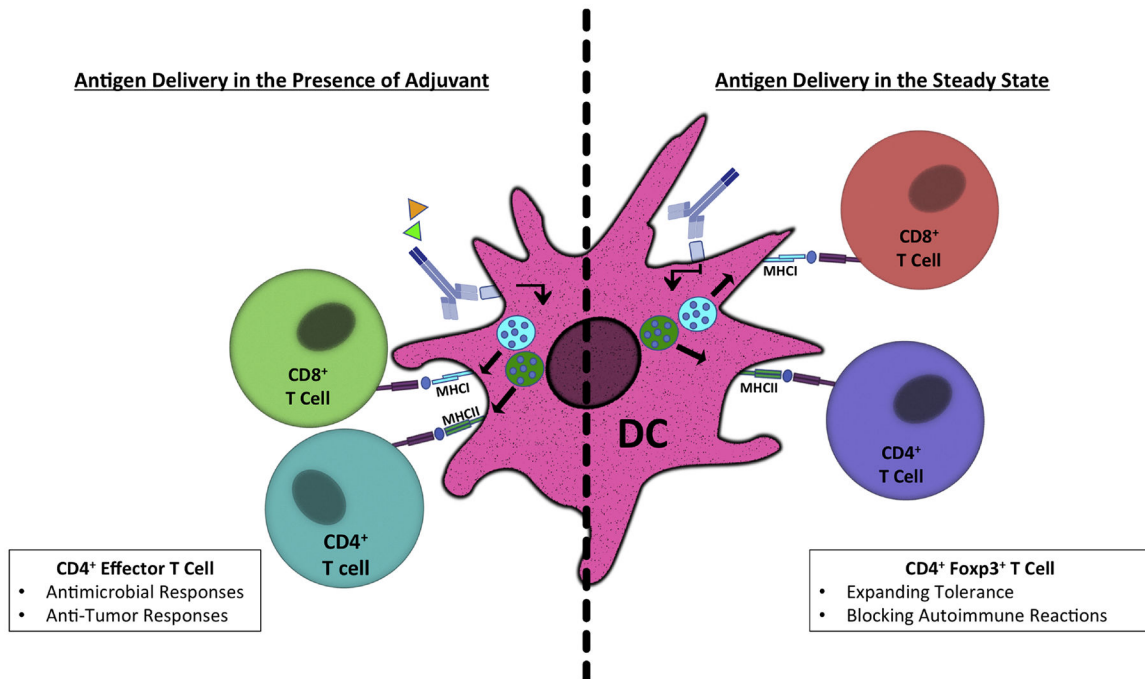 Antigen Delivery in the Presence of Adjuvant
Antigen Delivery in the Steady State
CD8⁺
T Cell
MHCI
CD8⁺
T Cell
MHCI
MHCII
MHCII
DC
CD4⁺
T Cell
CD4⁺
T cell
CD4⁺ Effector T Cell
• Antimicrobial Responses
• Anti-Tumor Responses
CD4⁺ Foxp3⁺ T Cell
• Expanding Tolerance
• Blocking Autoimmune Reactions